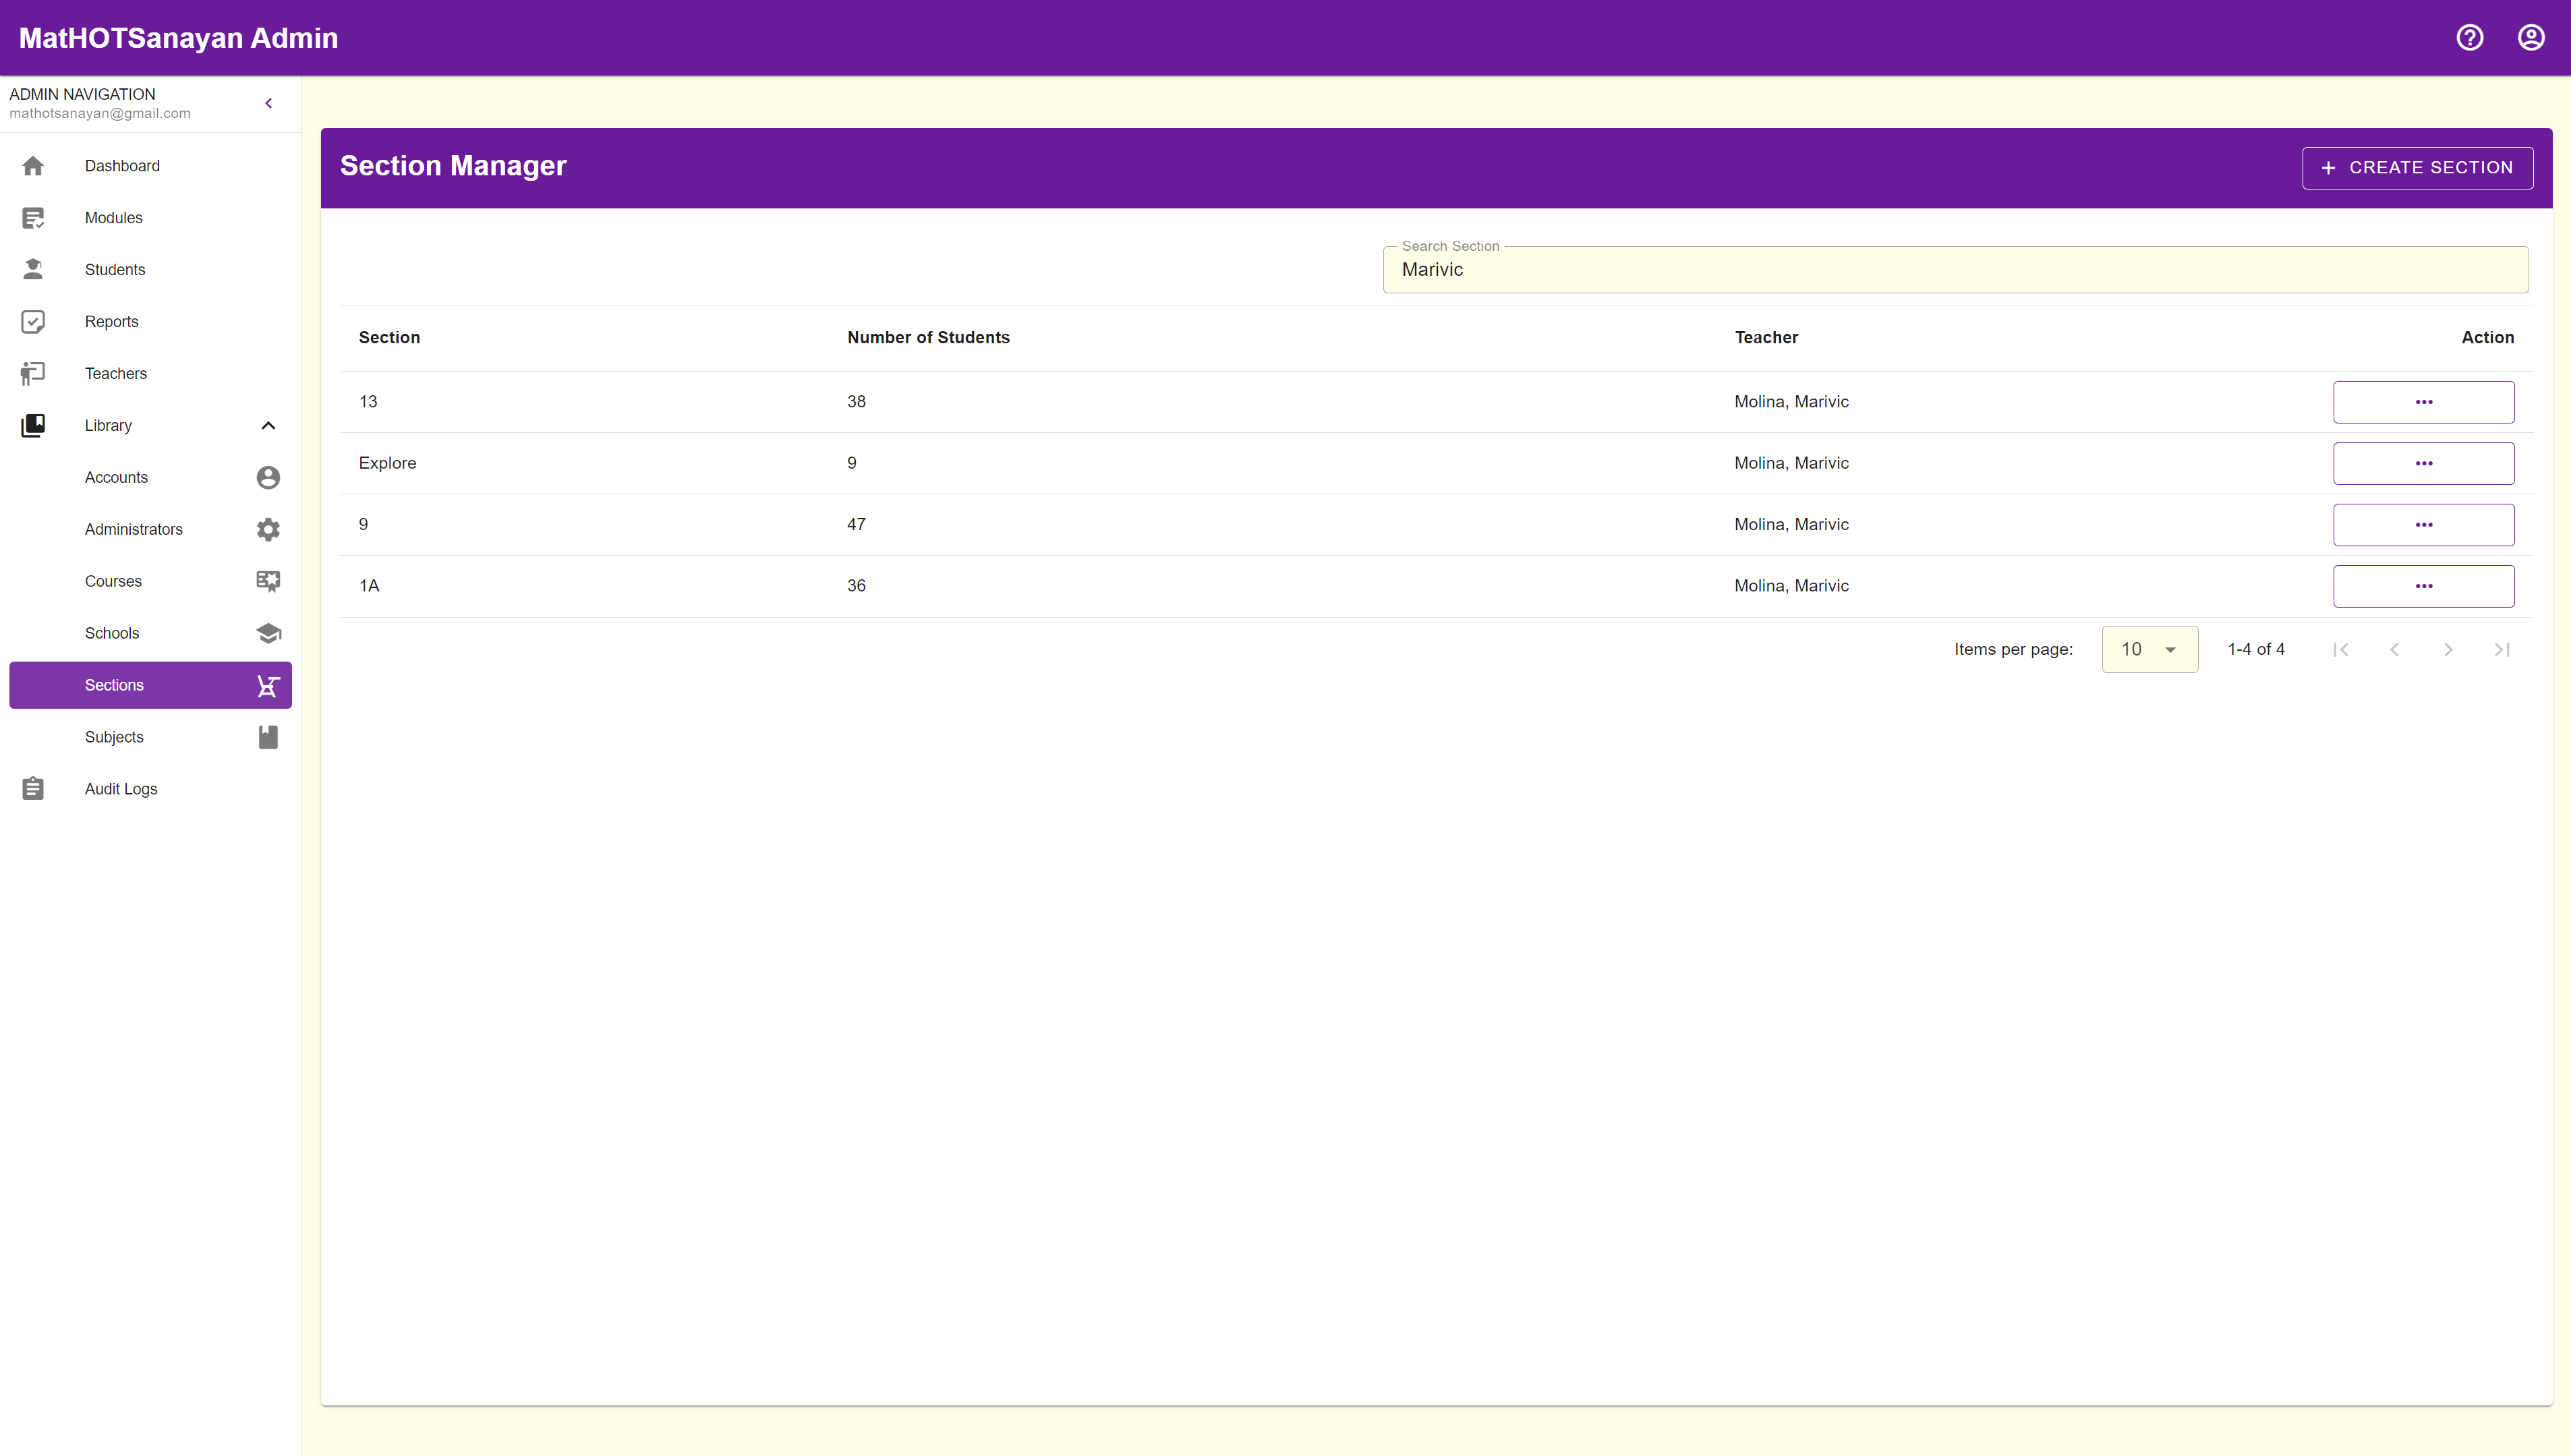 MatHOTSanayan Admin
ADMIN NAVIGATION
mathotsanayan@gmail.com
Dashboard
Modules
Students
Reports
Teachers
Library
Accounts
Administrators
Courses
Schools
Sections
Subjects
Audit Logs
Section Manager
+ CREATE SECTION
Search Section
Marivic
Section Number of Students Teacher Action
13 38 Molina, Marivic
Explore 9 Molina, Marivic
9 47 Molina, Marivic
1A 36 Molina, Marivic
Items per page: 10 1-4 of 4